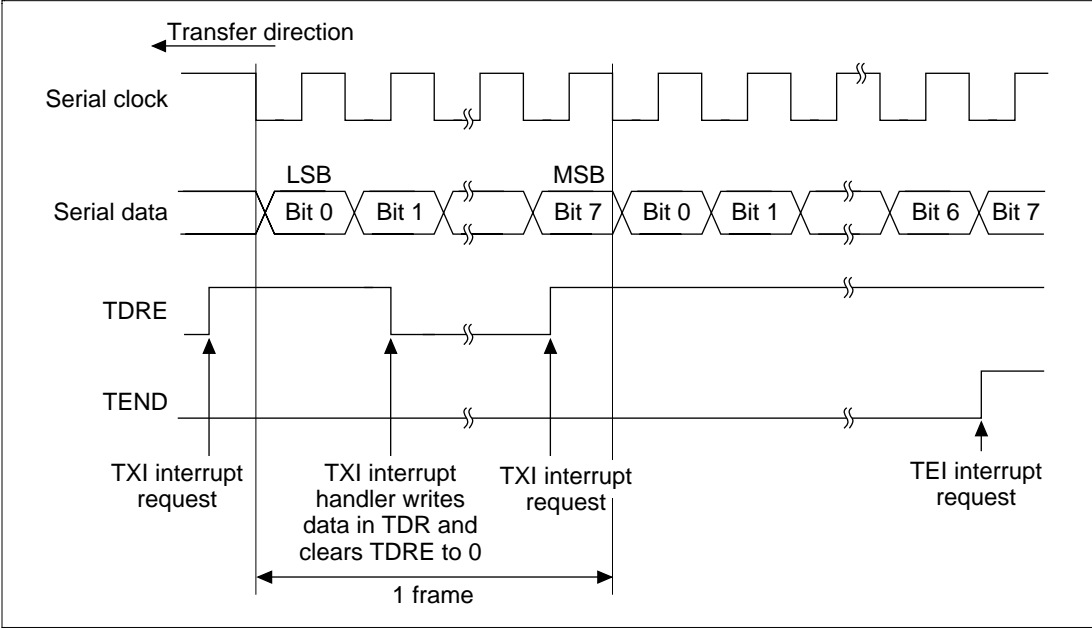 Transfer direction
Serial clock
LSB
MSB
Serial data
Bit 0
Bit 1
Bit 7
Bit 0
Bit 1
Bit 6
Bit 7
TDRE
TEND
TXI interrupt
request
TXI interrupt
handler writes
data in TDR and
clears TDRE to 0
TXI interrupt
request
TEI interrupt
request
1 frame